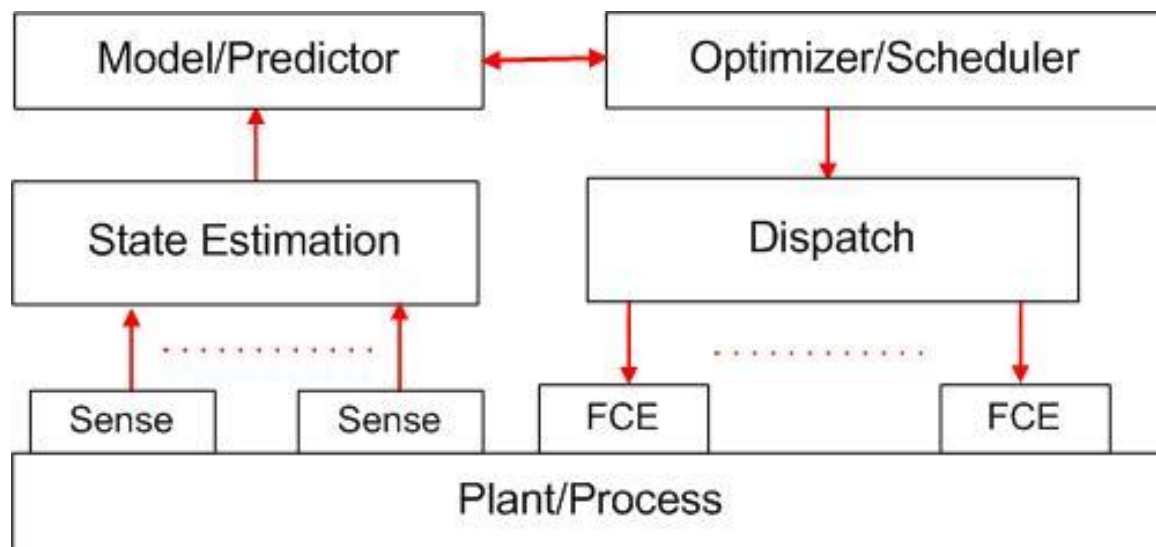 Model/Predictor
Optimizer/Scheduler
State Estimation
Dispatch
Sense
Sense
FCE
FCE
Plant/Process